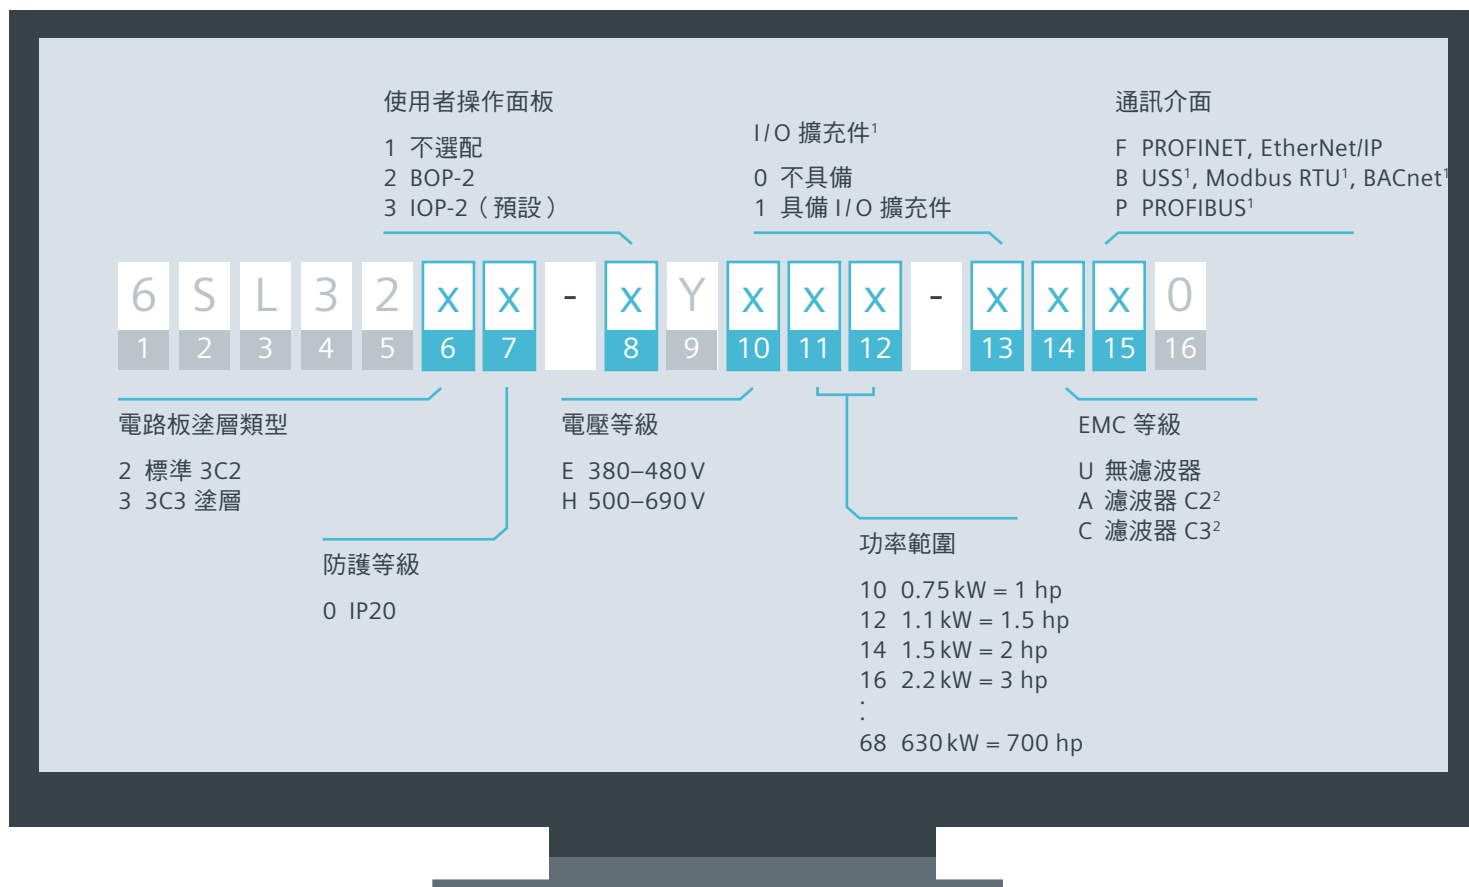 使用者操作面板
1 不選配
2 BOP-2
3 IOP-2（預設）
I/O 擴充件¹
0 不具備
1 具備 I/O 擴充件
通訊介面
F PROFINET, EtherNet/IP
B USS¹, Modbus RTU¹, BACnet¹
P PROFIBUS¹
6 S L 3 2 x x - x Y x x x - x x x 0
1 2 3 4 5 6 7 8 9 10 11 12 13 14 15 16
電路板塗層類型
2 標準 3C2
3 3C3 塗層
防護等級
0 IP20
電壓等級
E 380–480 V
H 500–690 V
功率範圍
10 0.75 kW = 1 hp
12 1.1 kW = 1.5 hp
14 1.5 kW = 2 hp
16 2.2 kW = 3 hp
:
68 630 kW = 700 hp
EMC 等級
U 無濾波器
A 濾波器 C2²
C 濾波器 C3²